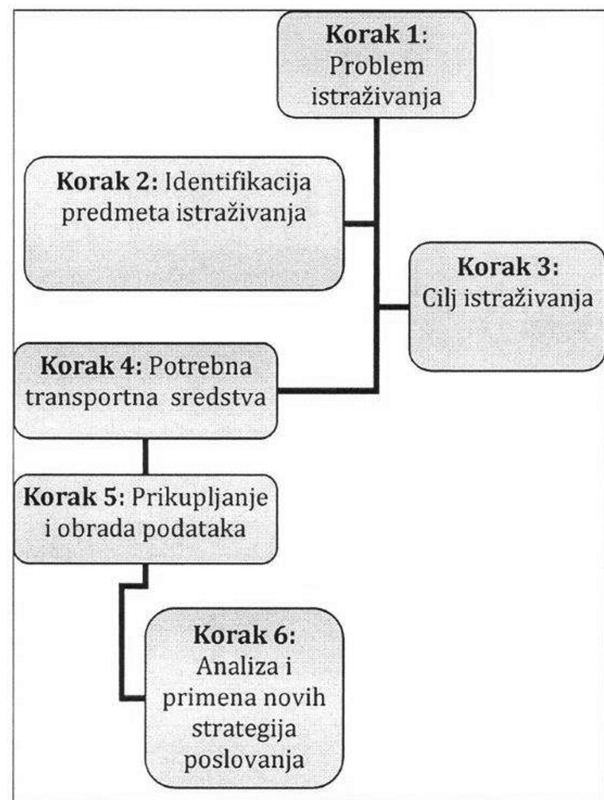 Korak 1:
Problem
istraživanja
Korak 2: Identifikacija
predmeta istraživanja
Korak 3:
Cilj istraživanja
Korak 4: Potrebna
transportna sredstva
Korak 5: Prikupljanje
i obrada podataka
Korak 6:
Analiza i
primena novih
strategija
poslovanja